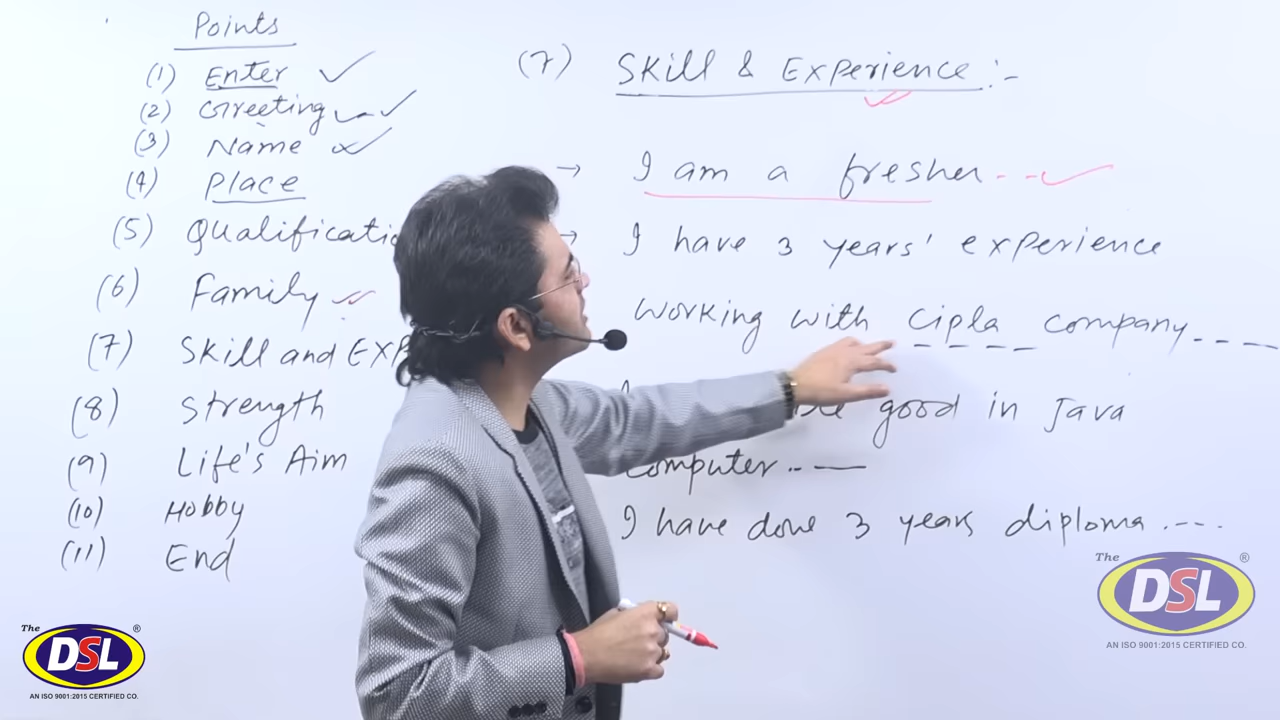 Points
(1) Enter
(2) Greeting
(3) Name
(4) Place
(5) Qualificatio
(6) Family
(7) Skill and Exp
(8) Strength
(9) Life's Aim
(10) Hobby
(11) End
(7) Skill & Experience :-
→ I am a fresher - -
→ I have 3 years' experience
working with Cipla company - - -
good in Java
computer - —
I have done 3 years diploma - - - .
The DSL ®
AN ISO 9001:2015 CERTIFIED CO.
The DSL ®
AN ISO 9001:2015 CERTIFIED CO.